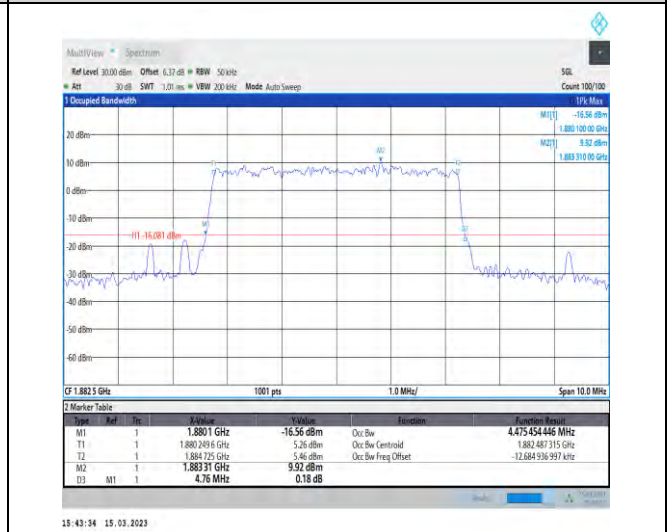 MultiView Spectrum
Ref Level 30.00 dBm Offset 6.37 dB RBW 50 kHz SGL
Att 30 dB SWT 1.01 ms VBW 200 kHz Mode Auto Sweep Count 100/100
1 Occupied Bandwidth 1Pk Max
M1[1] -16.56 dBm
1.880 100 00 GHz
M2[1] 9.92 dBm
1.883 310 00 GHz
20 dBm
10 dBm
0 dBm
-10 dBm
-20 dBm
-30 dBm
-40 dBm
-50 dBm
-60 dBm
M2
T1
T2
M1
D3
H1 -16.081 dBm
CF 1.882 5 GHz 1001 pts 1.0 MHz/ Span 10.0 MHz
2 Marker Table
Type Ref Trc X-Value Y-Value Function Function Result
M1 1 1.8801 GHz -16.56 dBm Occ Bw 4.475 454 446 MHz
T1 1 1.880 249 6 GHz 5.26 dBm Occ Bw Centroid 1.882 487 315 GHz
T2 1 1.884 725 GHz 5.46 dBm Occ Bw Freq Offset -12.684 936 997 kHz
M2 1 1.883 31 GHz 9.92 dBm
D3 M1 1 4.76 MHz 0.18 dB
15:43:34 15.03.2023